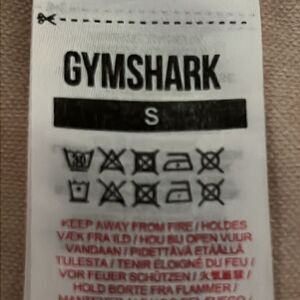 GYMSHARK
S
30
KEEP AWAY FROM FIRE / HOLDES
VÆK FRA ILD / HOU BIJ OPEN VUUR
VANDAAN / PIDETTÄVÄ ETÄÄLLÄ
TULESTA / TENIR ÉLOIGNÉ DU FEU /
VOR FEUER SCHÜTZEN / 火気厳禁 /
HOLD BORTE FRA FLAMMER /